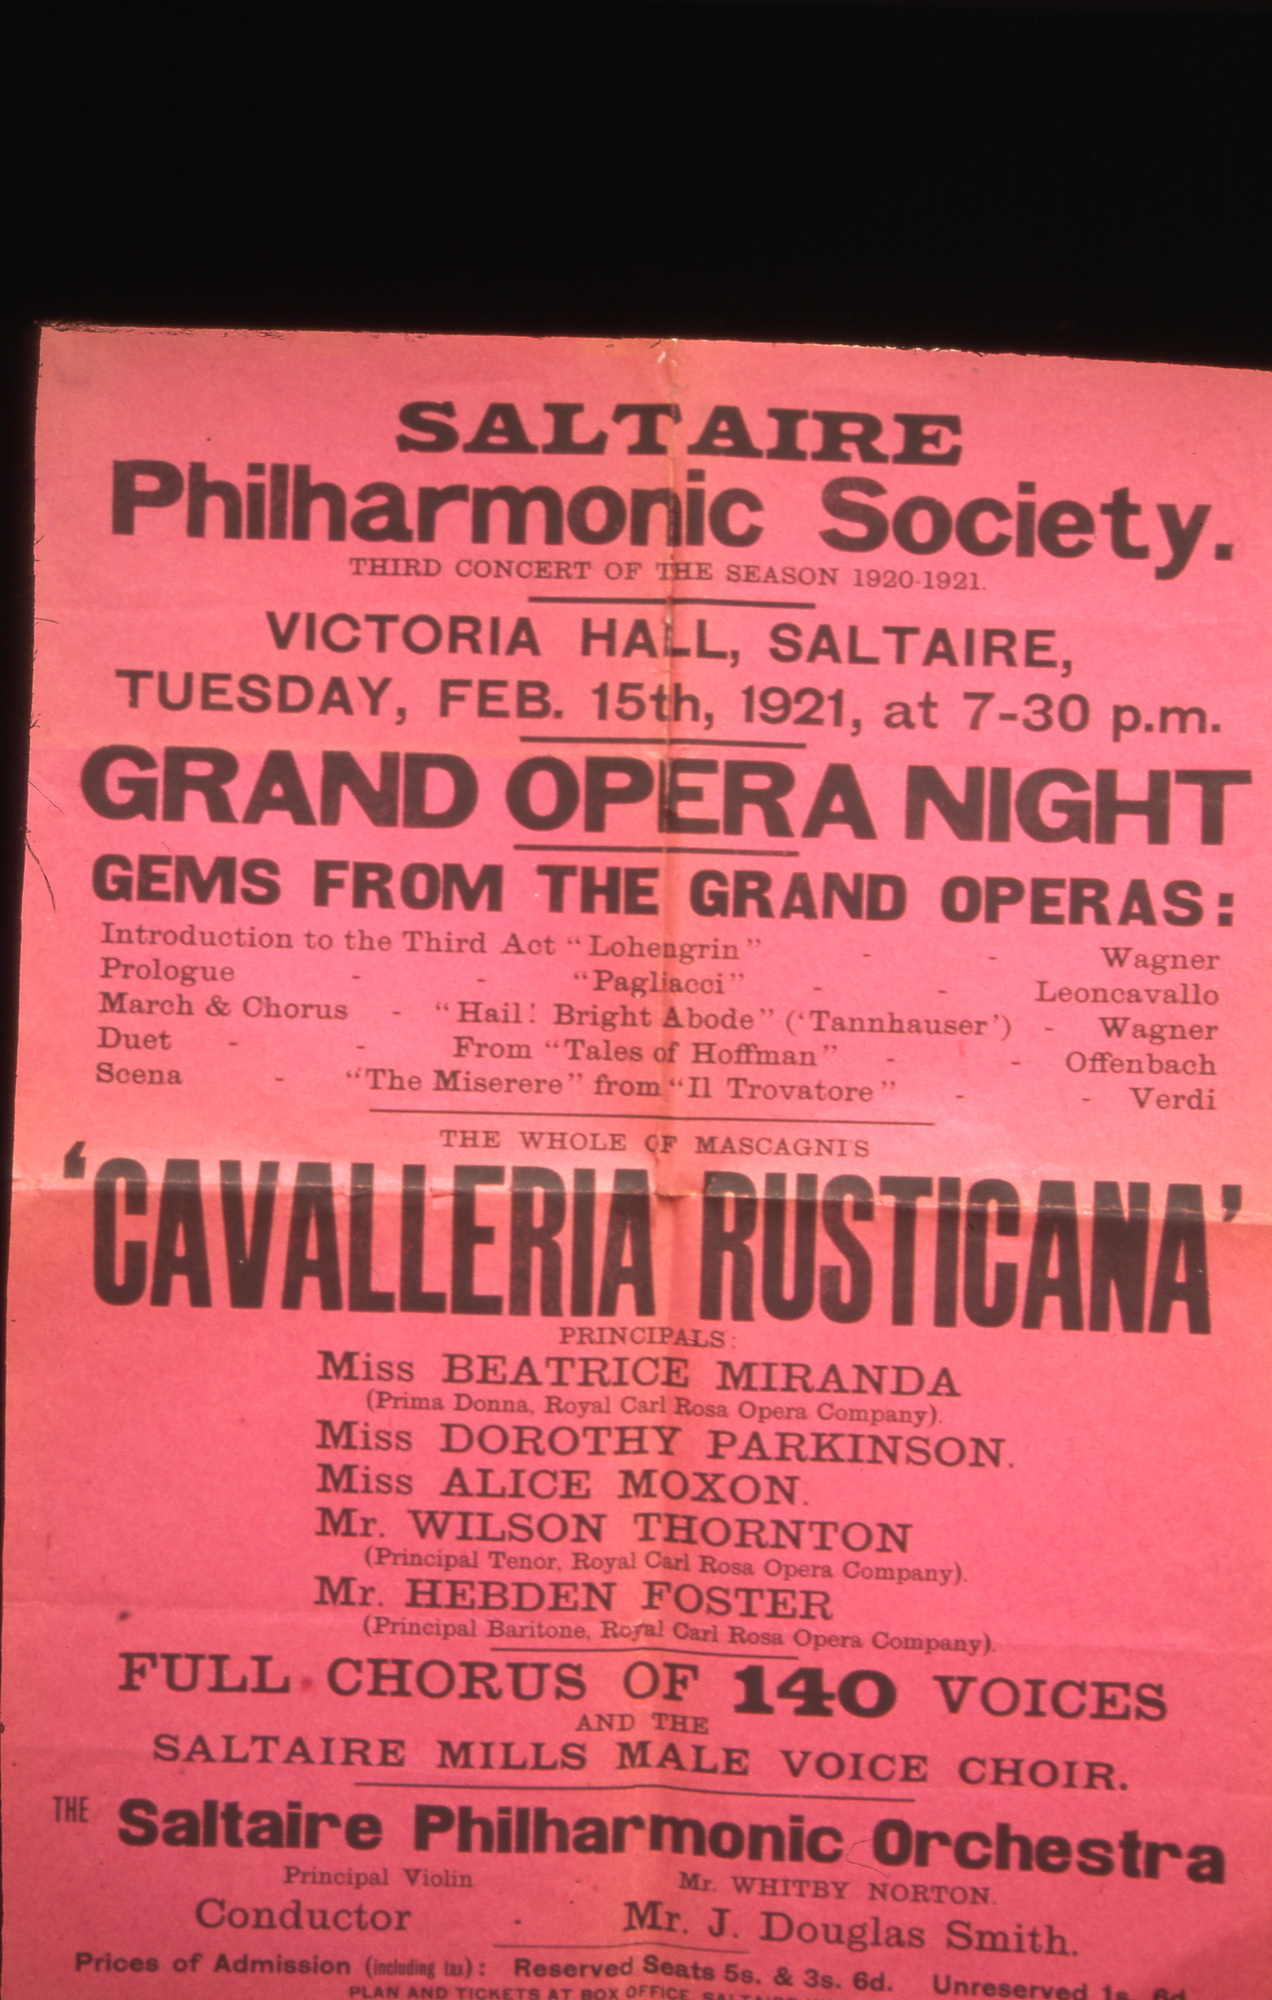 SALTAIRE
Philharmonic Society.
THIRD CONCERT OF THE SEASON 1920-1921.
VICTORIA HALL, SALTAIRE,
TUESDAY, FEB. 15th, 1921, at 7-30 p.m.
GRAND OPERA NIGHT
GEMS FROM THE GRAND OPERAS:
Introduction to the Third Act "Lohengrin" - - Wagner
Prologue - - "Pagliacci" - - Leoncavallo
March & Chorus - "Hail! Bright Abode" ('Tannhauser') - Wagner
Duet - - From "Tales of Hoffman" - - Offenbach
Scena - "The Miserere" from "Il Trovatore" - - Verdi
THE WHOLE OF MASCAGNI'S
'CAVALLERIA RUSTICANA'
PRINCIPALS:
Miss BEATRICE MIRANDA
(Prima Donna, Royal Carl Rosa Opera Company).
Miss DOROTHY PARKINSON.
Miss ALICE MOXON.
Mr. WILSON THORNTON
(Principal Tenor, Royal Carl Rosa Opera Company).
Mr. HEBDEN FOSTER
(Principal Baritone, Royal Carl Rosa Opera Company).
FULL CHORUS OF 140 VOICES
AND THE
SALTAIRE MILLS MALE VOICE CHOIR.
THE Saltaire Philharmonic Orchestra
Principal Violin - Mr. WHITBY NORTON.
Conductor - Mr. J. Douglas Smith.
Prices of Admission (including tax): Reserved Seats 5s. & 3s. 6d. Unreserved 1s. 6d.
PLAN AND TICKETS AT BOX OFFICE,